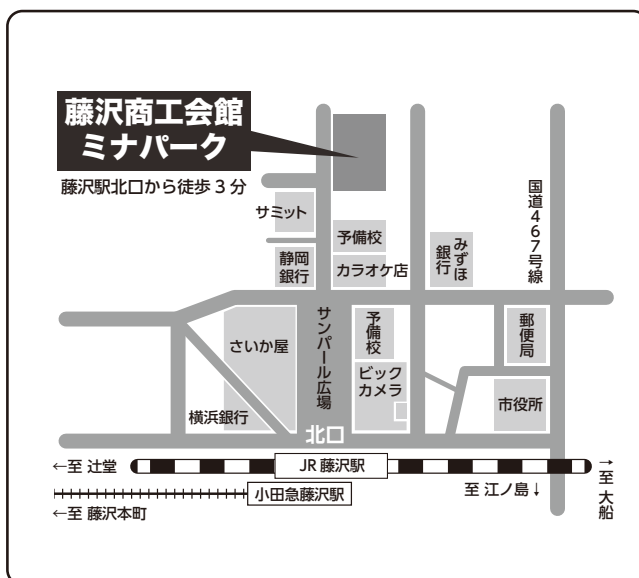 藤沢商工会館
ミナパーク
藤沢駅北口から徒歩3分
サミット
予備校
静岡
銀行
カラオケ店
みずほ
銀行
国道467号線
さいか屋
サンパール広場
予備校
郵便局
ビック
カメラ
市役所
横浜銀行
北口
←至 辻堂
JR 藤沢駅
→至 大船
小田急藤沢駅
至 江ノ島↓
←至 藤沢本町